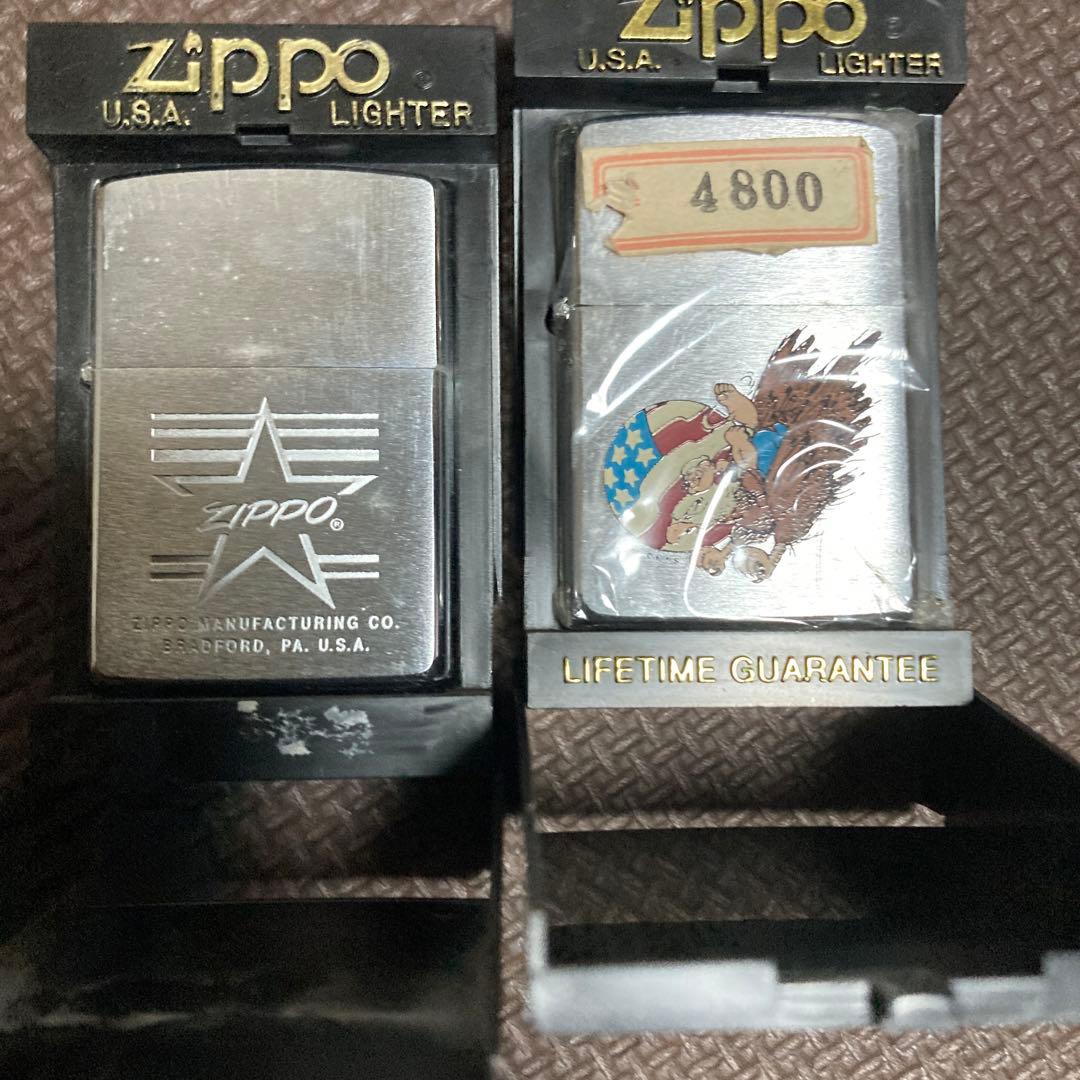 Zippo
U.S.A. LIGHTER
ZIPPO®
ZIPPO MANUFACTURING CO.
BRADFORD, PA. U.S.A.
Zippo
U.S.A. LIGHTER
4800
LIFETIME GUARANTEE